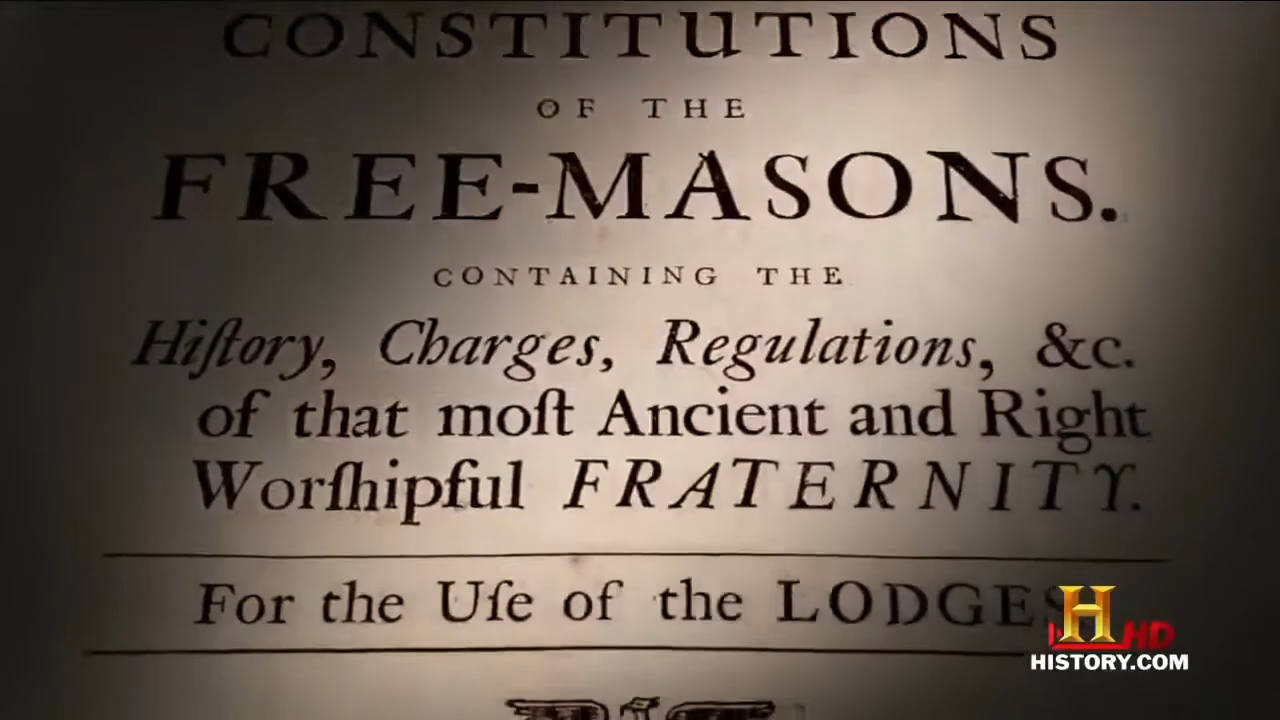 CONSTITUTIONS
OF THE
FREE-MASONS.
CONTAINING THE
Hiſtory, Charges, Regulations, &c.
of that moſt Ancient and Right
Worſhipful FRATERNITY.
For the Uſe of the LODGES
H
HD
HISTORY.COM